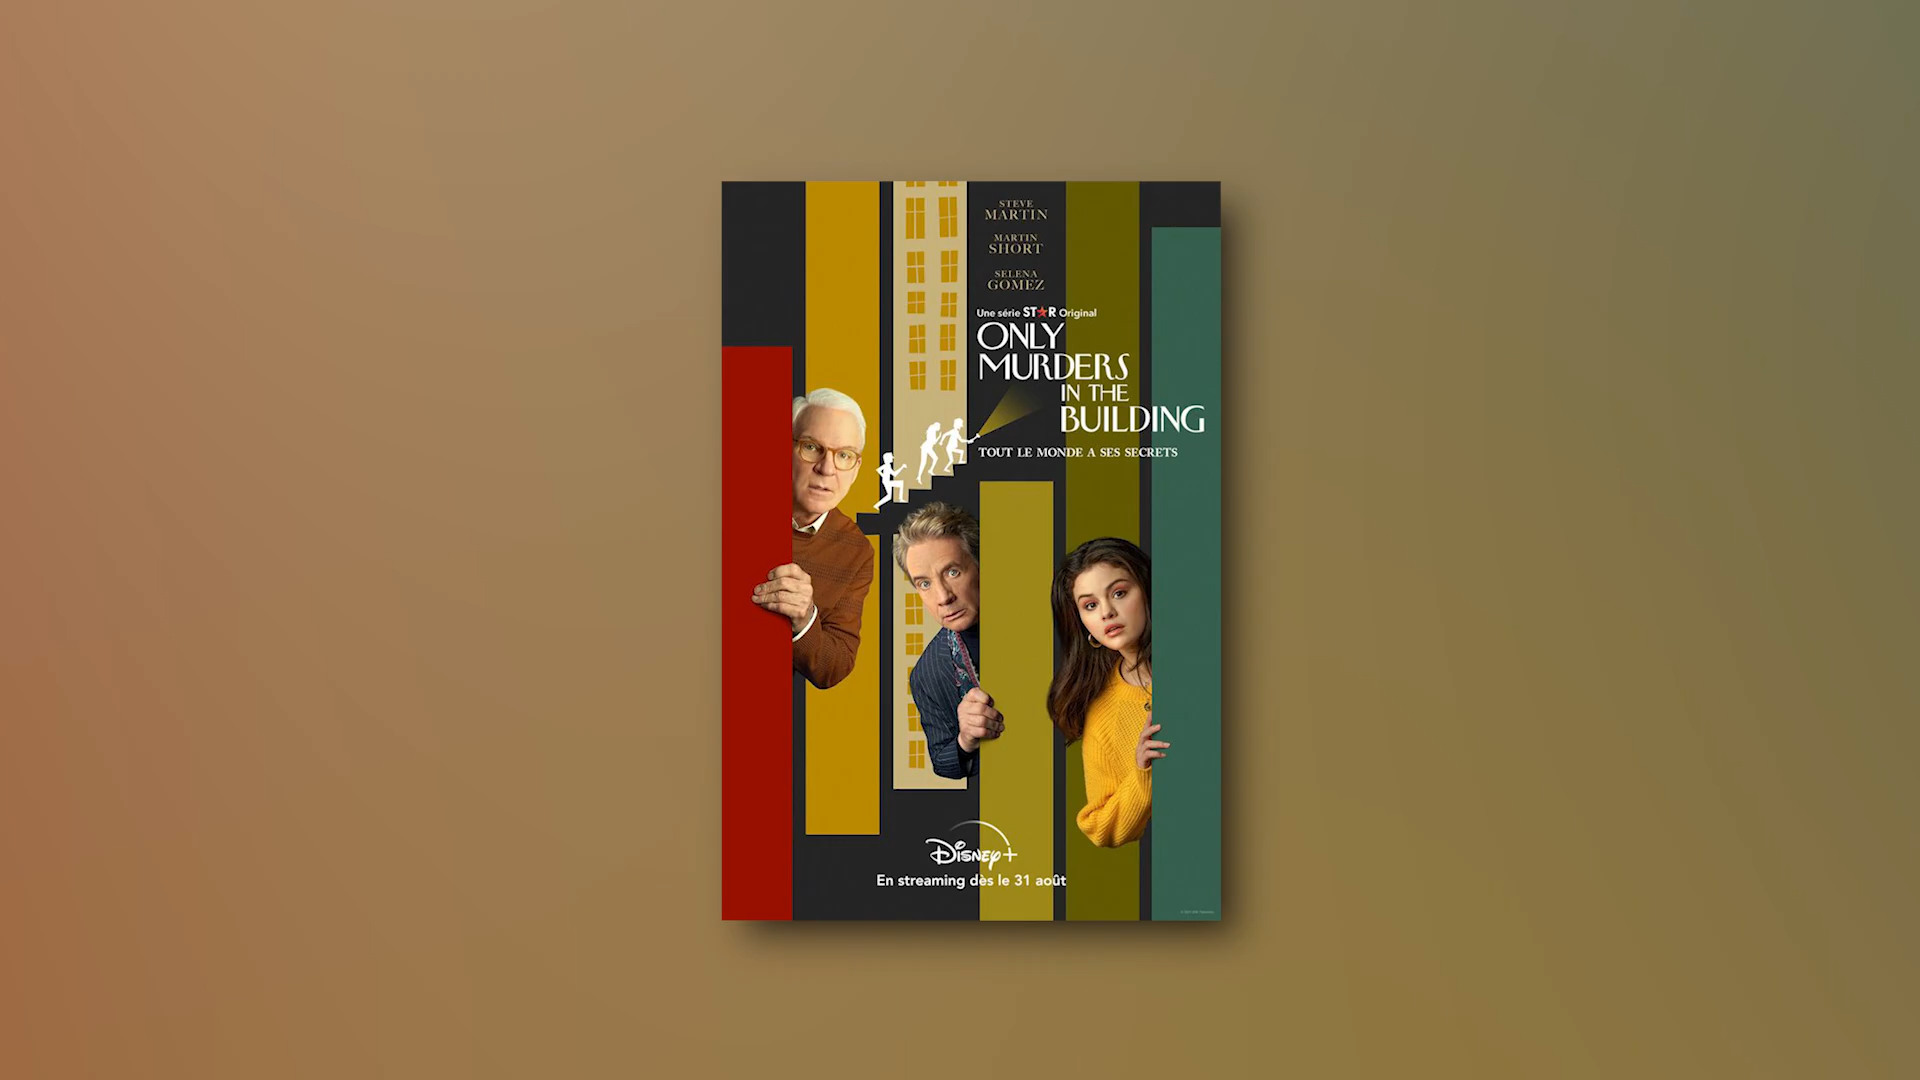 STEVE
MARTIN
MARTIN
SHORT
SELENA
GOMEZ
Une série ST★R Original
ONLY
MURDERS
IN THE
BUILDING
TOUT LE MONDE A SES SECRETS
Disney+
En streaming dès le 31 août